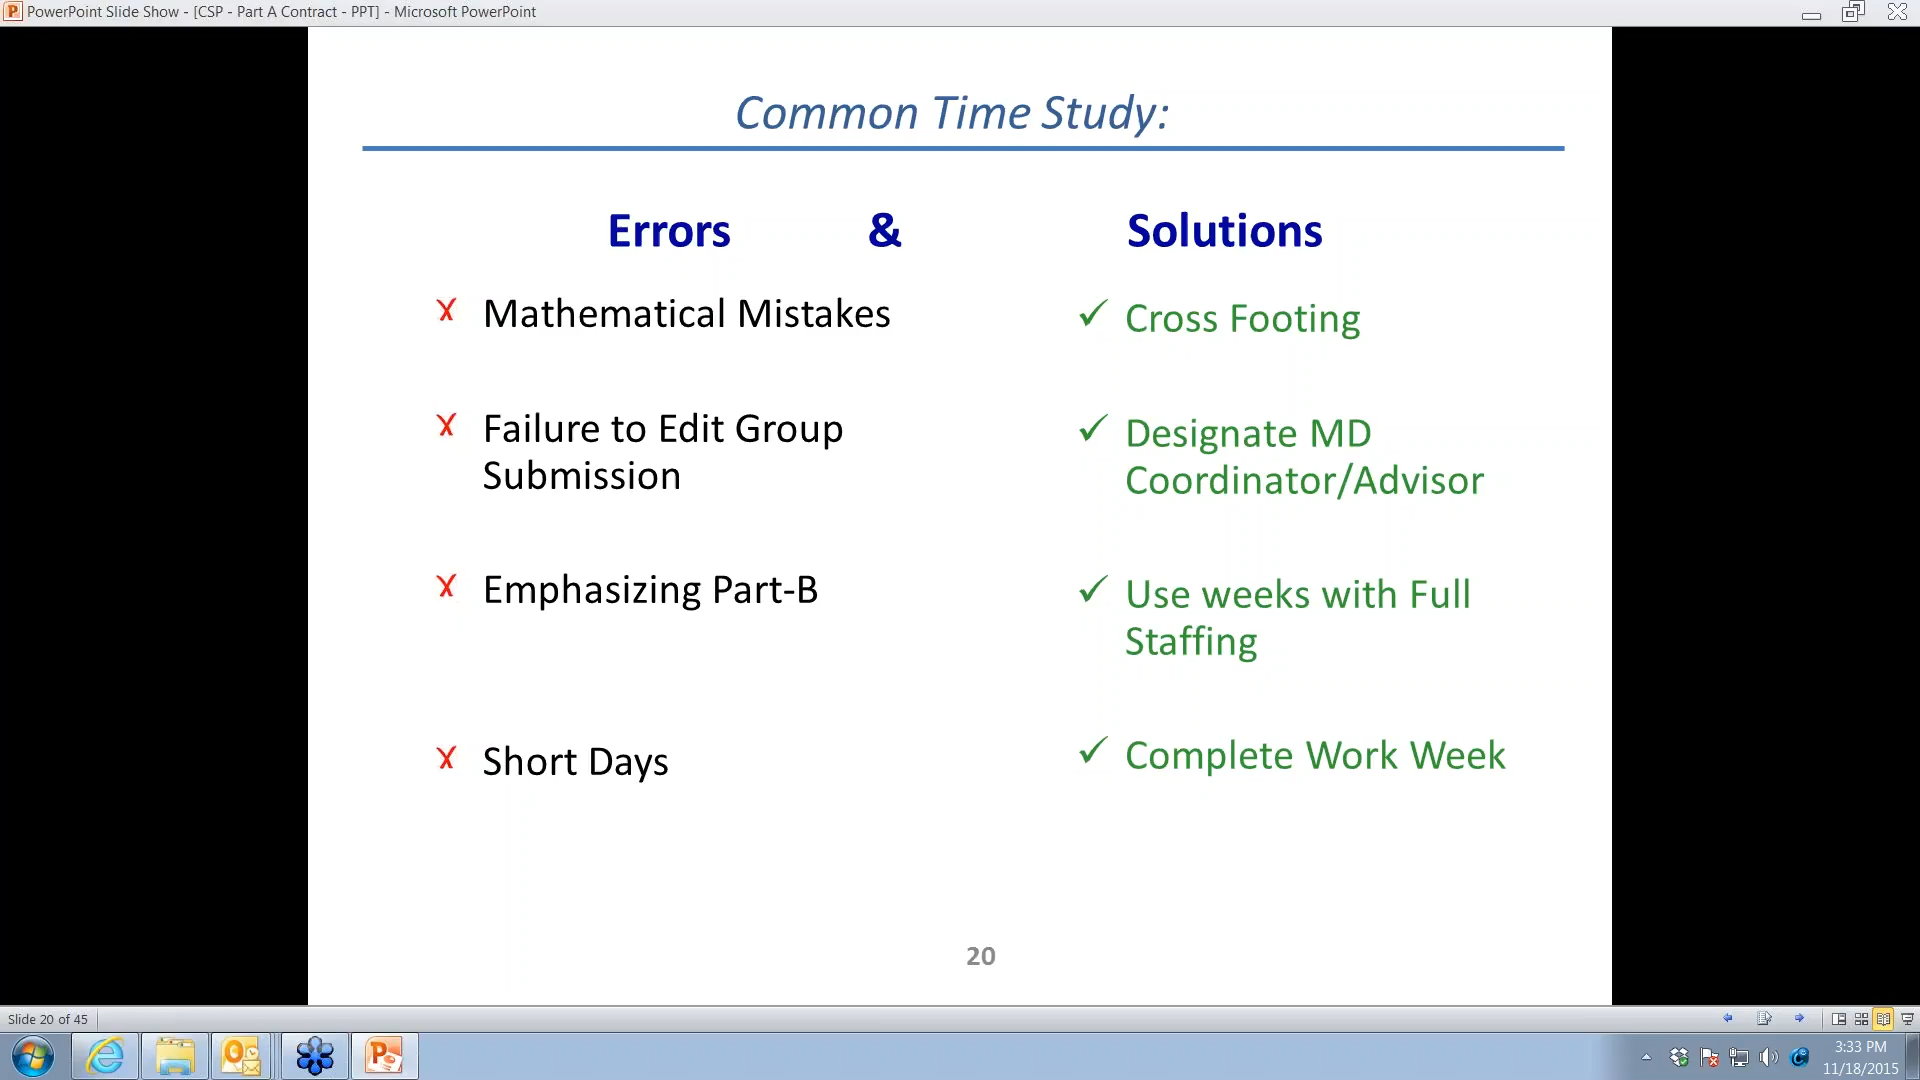 PowerPoint Slide Show - [CSP - Part A Contract - PPT] - Microsoft PowerPoint
Common Time Study:
Errors & Solutions
Mathematical Mistakes
Cross Footing
Failure to Edit Group
Submission
Designate MD
Coordinator/Advisor
Emphasizing Part-B
Use weeks with Full
Staffing
Short Days
Complete Work Week
20
Slide 20 of 45
3:33 PM
11/18/2015